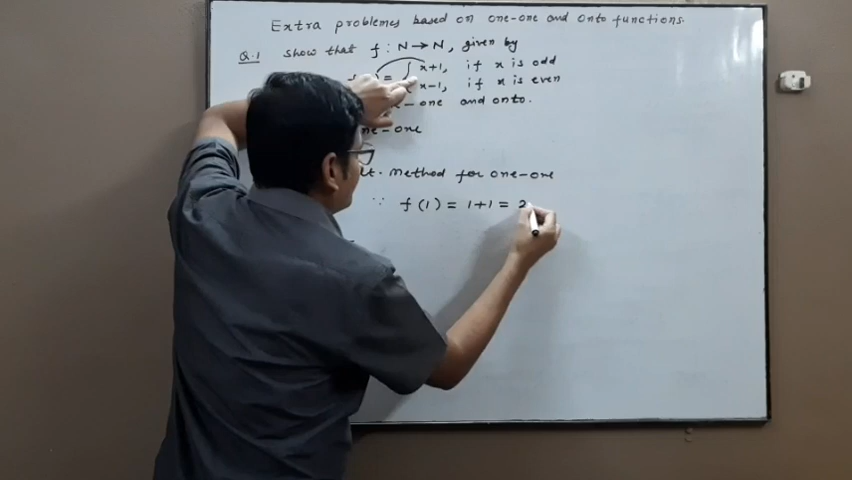 Extra problems based on one-one and onto functions.
Q.1 Show that f : N → N, given by
= { x+1, if x is odd
x-1, if x is even
one and onto.
one-one
Method for one-one
∵ f(1) = 1+1 = 2